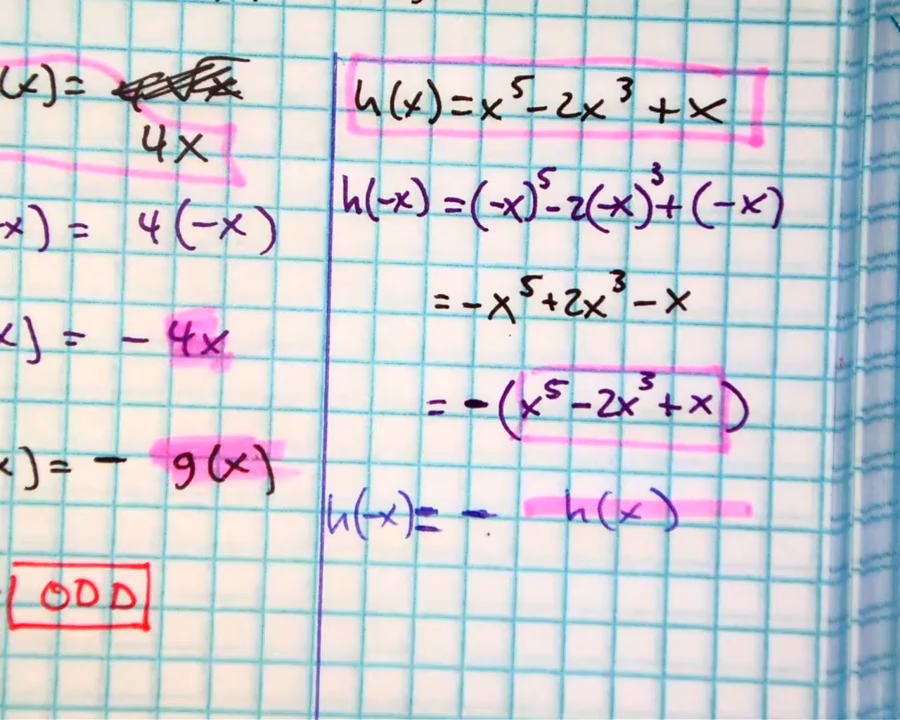 (x)=
4x
-x) = 4(-x)
x) = - 4x
x) = - g(x)
ODD
h(x)=x⁵-2x³+x
h(-x) =(-x)⁵-2(-x)³+(-x)
=-x⁵+2x³-x
= -(x⁵-2x³+x)
h(-x)= - h(x)